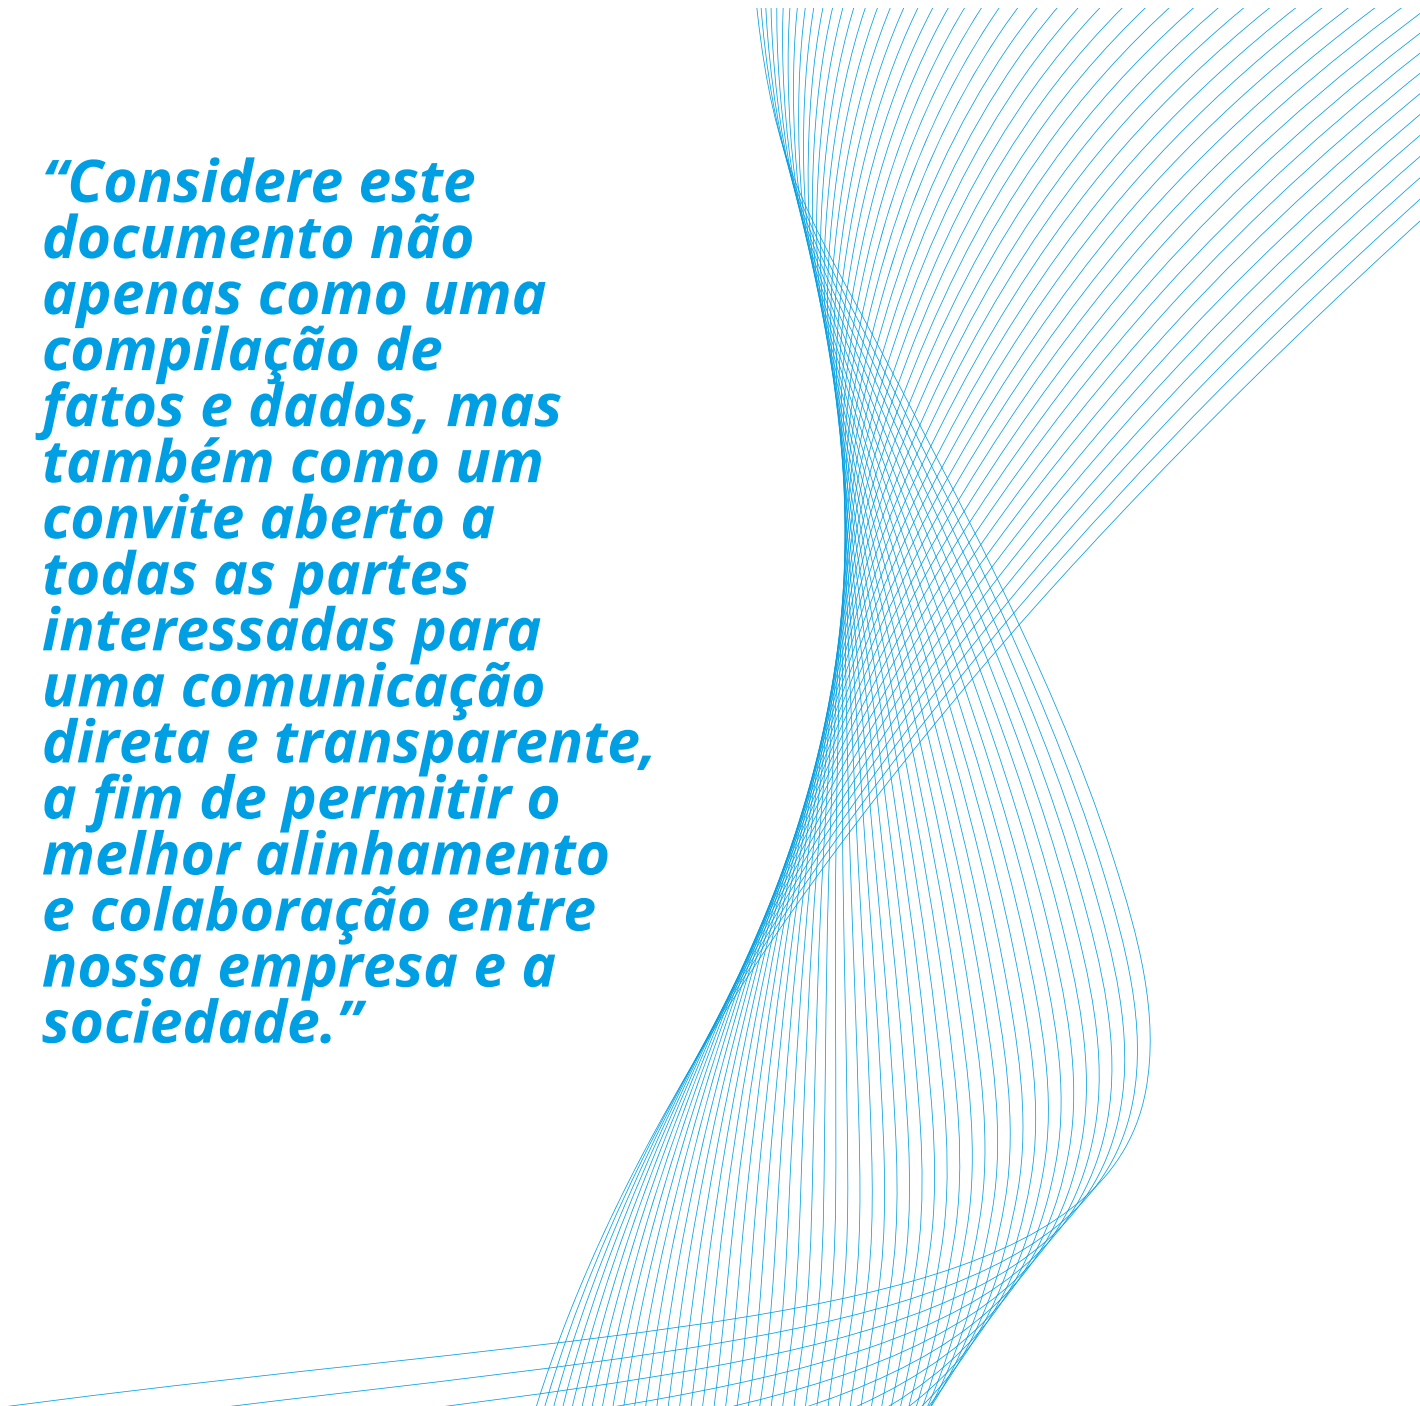 “Considere este
documento não
apenas como uma
compilação de
fatos e dados, mas
também como um
convite aberto a
todas as partes
interessadas para
uma comunicação
direta e transparente,
a fim de permitir o
melhor alinhamento
e colaboração entre
nossa empresa e a
sociedade.”